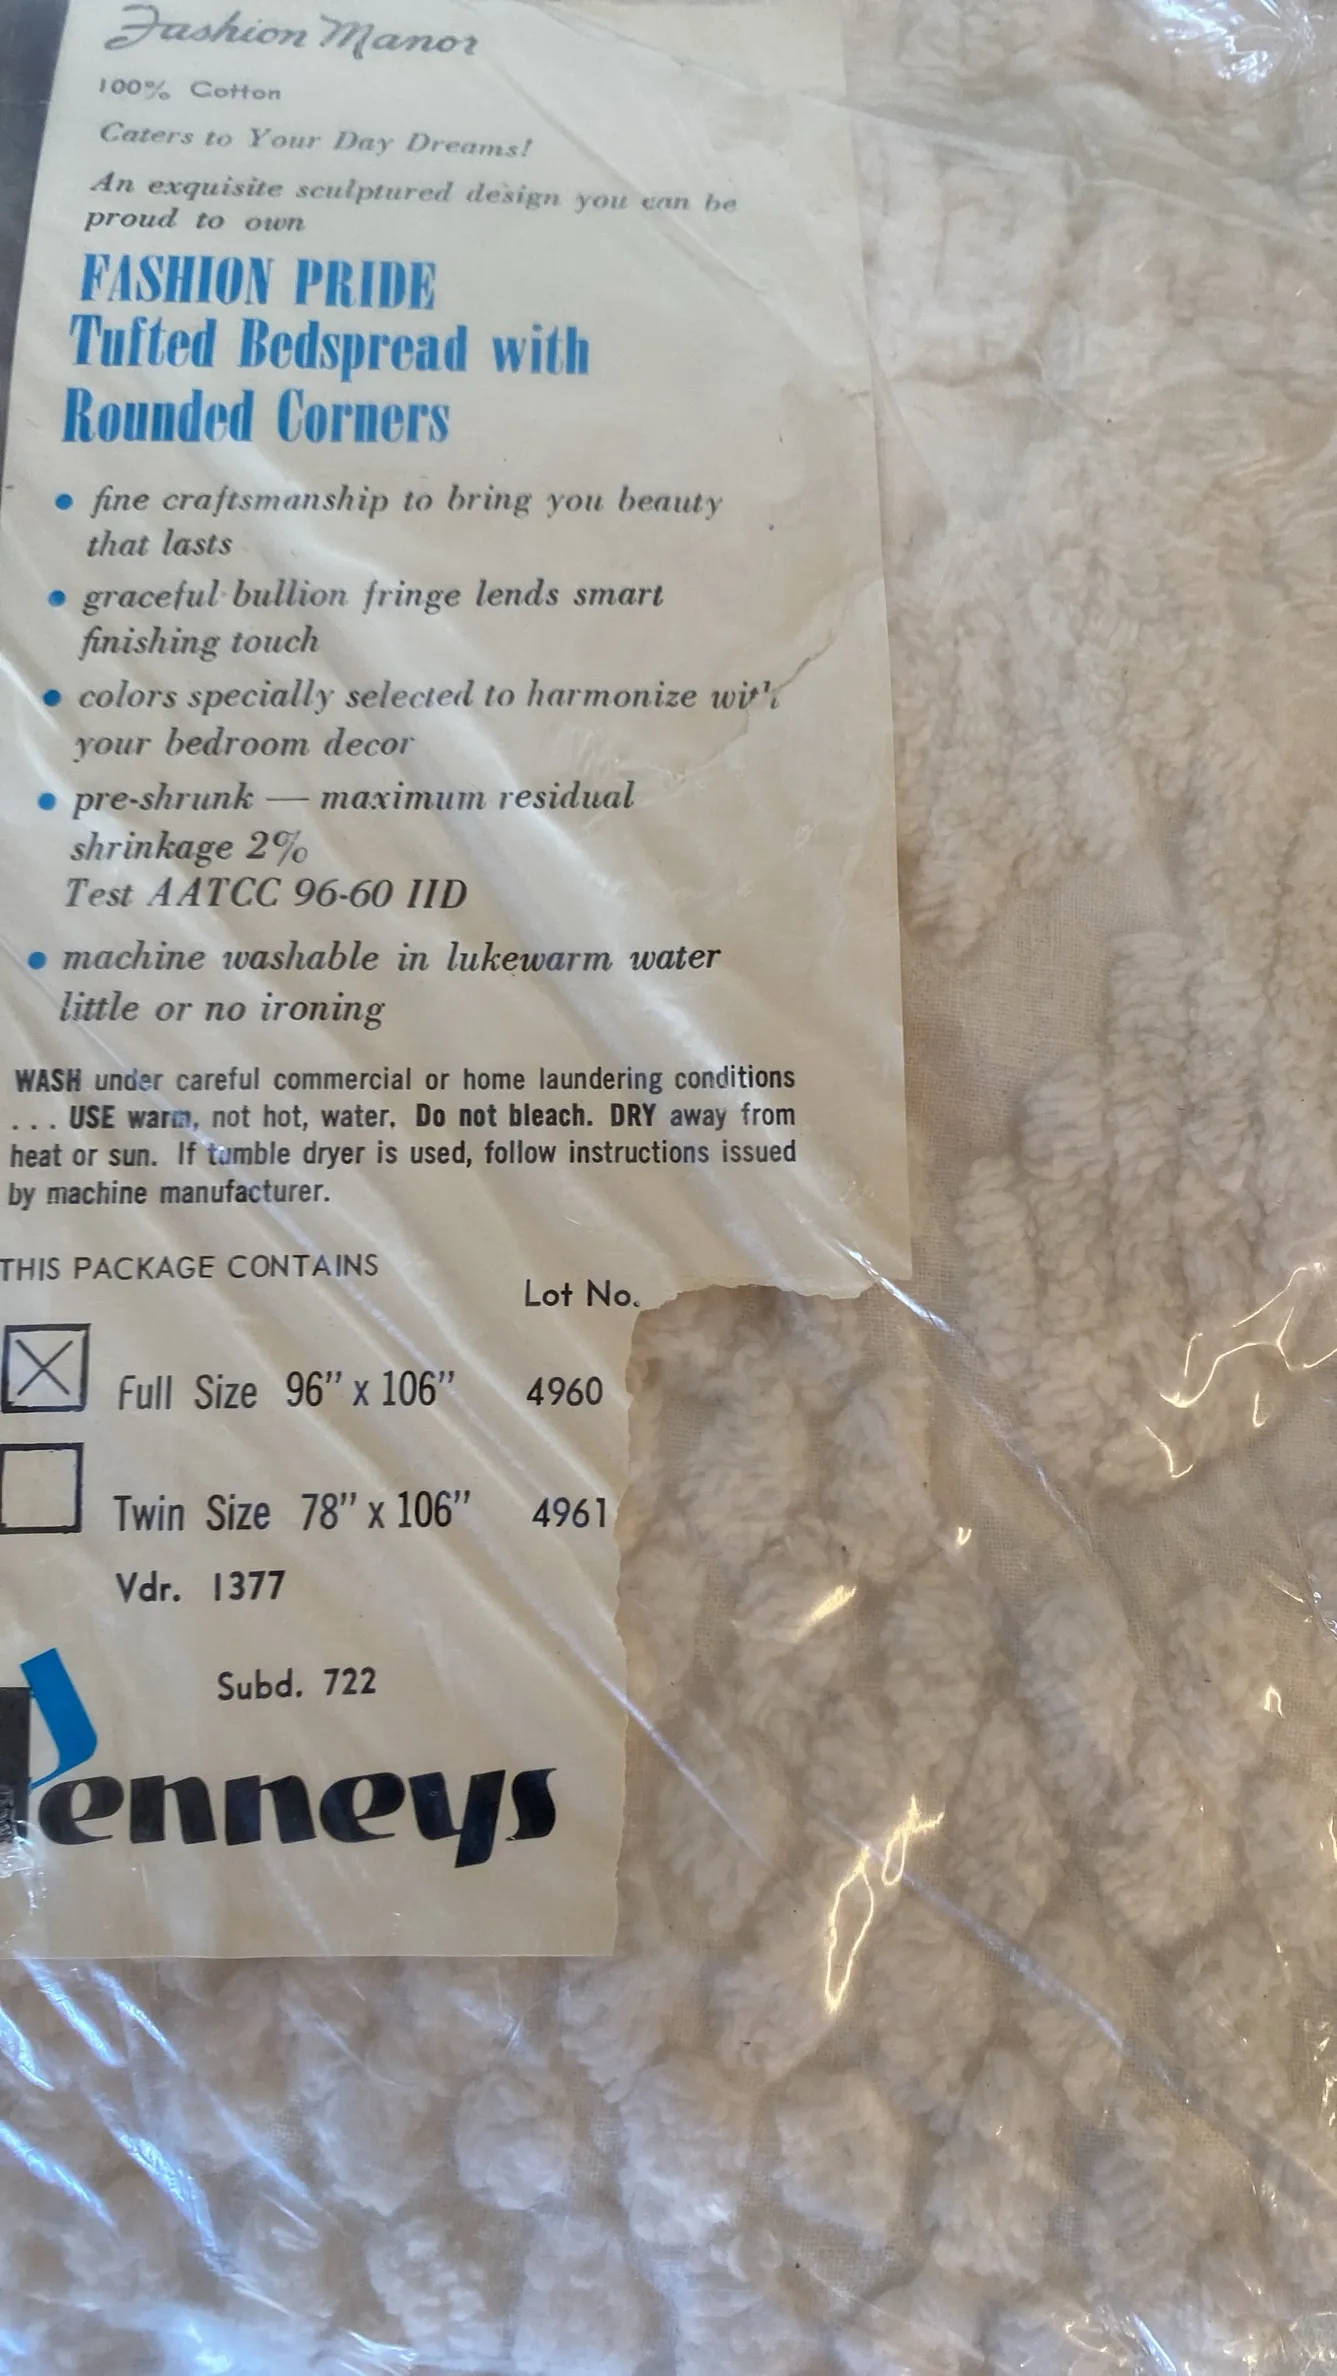 Fashion Manor
100% Cotton
Caters to Your Day Dreams!
An exquisite sculptured design you can be
proud to own
FASHION PRIDE
Tufted Bedspread with
Rounded Corners
• fine craftsmanship to bring you beauty
that lasts
• graceful bullion fringe lends smart
finishing touch
• colors specially selected to harmonize with
your bedroom decor
• pre-shrunk — maximum residual
shrinkage 2%
Test AATCC 96-60 IID
• machine washable in lukewarm water
little or no ironing
WASH under careful commercial or home laundering conditions
... USE warm, not hot, water. Do not bleach. DRY away from
heat or sun. If tumble dryer is used, follow instructions issued
by machine manufacturer.
THIS PACKAGE CONTAINS
Lot No.
Full Size 96" x 106" 4960
Twin Size 78" x 106" 4961
Vdr. 1377
Subd. 722
Penneys